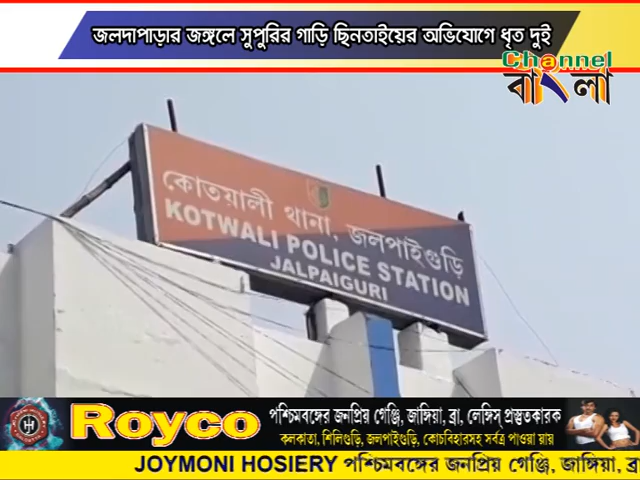 জলদাপাড়ার জঙ্গলে সুপুরির গাড়ি ছিনতাইয়ের অভিযোগে ধৃত দুই
Channel
বাংলা
কোতয়ালী থানা, জলপাইগুড়ি
KOTWALI POLICE STATION
JALPAIGURI
Royco
পশ্চিমবঙ্গের জনপ্রিয় গেঞ্জি, জাঙ্গিয়া, ব্রা, লেগিংস্ প্রস্তুতকারক
কলকাতা, শিলিগুড়ি, জলপাইগুড়ি, কোচবিহারসহ সর্বত্র পাওয়া যায়
JOYMONI HOSIERY পশ্চিমবঙ্গের জনপ্রিয় গেঞ্জি, জাঙ্গিয়া, ব্রা